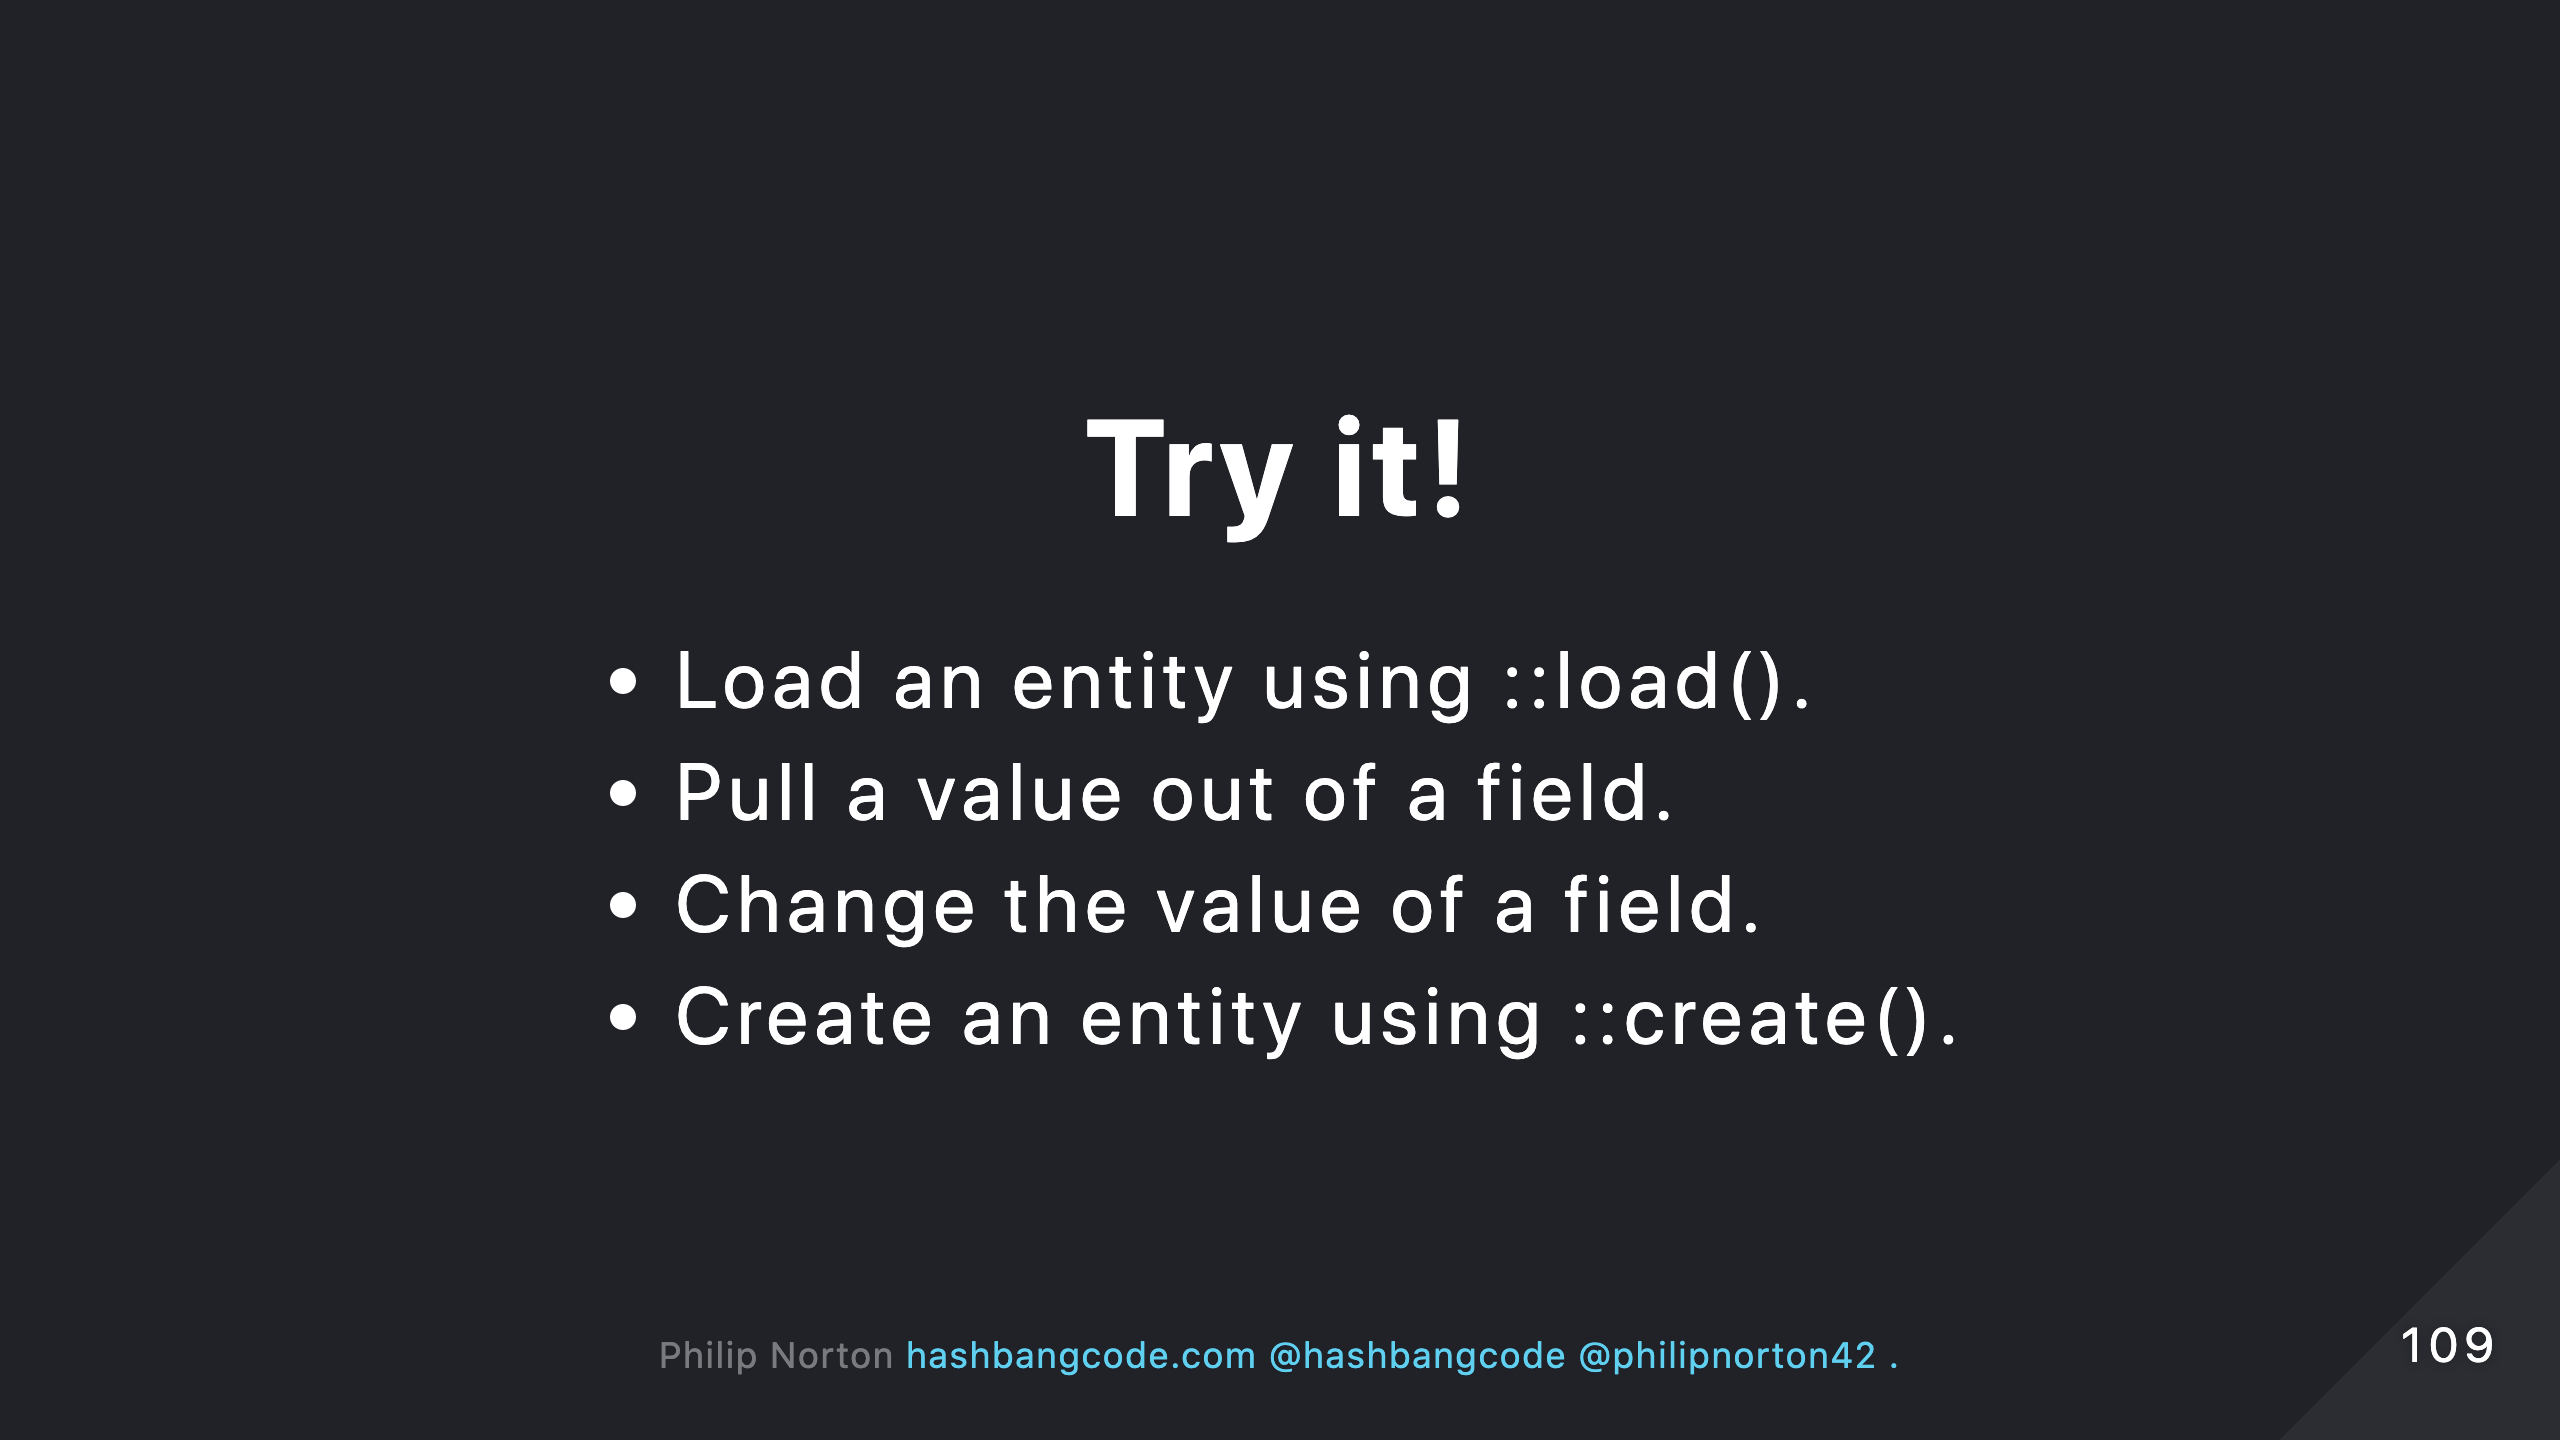 Try it!
• Load an entity using ::load().
• Pull a value out of a field.
• Change the value of a field.
• Create an entity using ::create().
Philip Norton hashbangcode.com @hashbangcode @philipnorton42 .
109